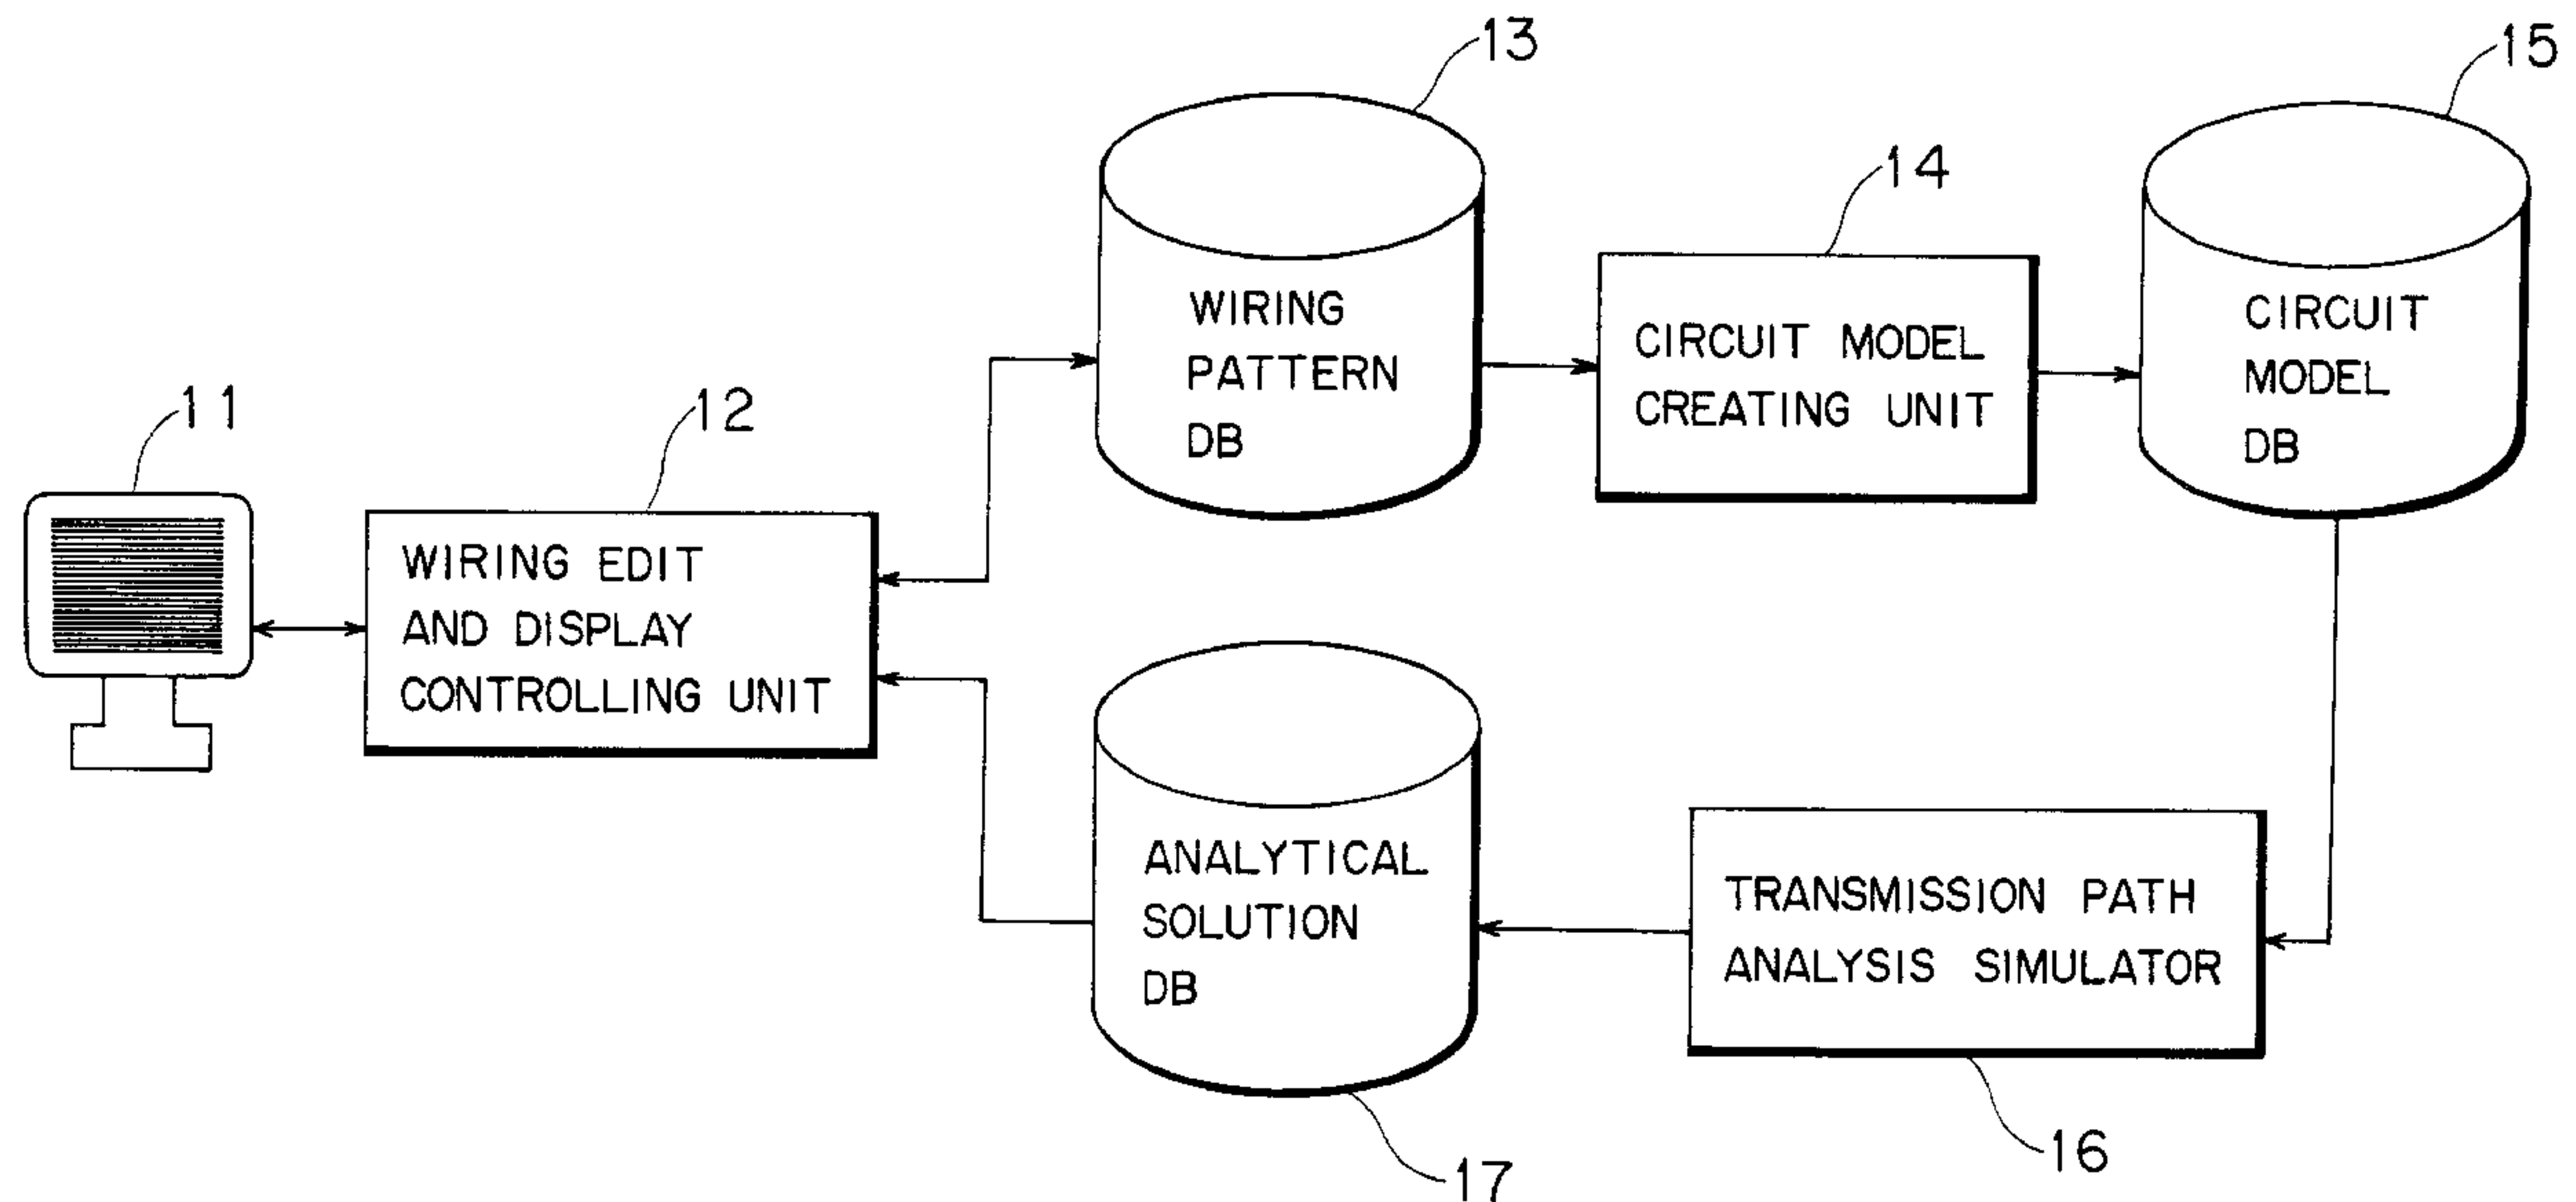 13
15
14
WIRING
PATTERN
DB
CIRCUIT MODEL
CREATING UNIT
CIRCUIT
MODEL
DB
11
12
WIRING EDIT
AND DISPLAY
CONTROLLING UNIT
ANALYTICAL
SOLUTION
DB
TRANSMISSION PATH
ANALYSIS SIMULATOR
16
17